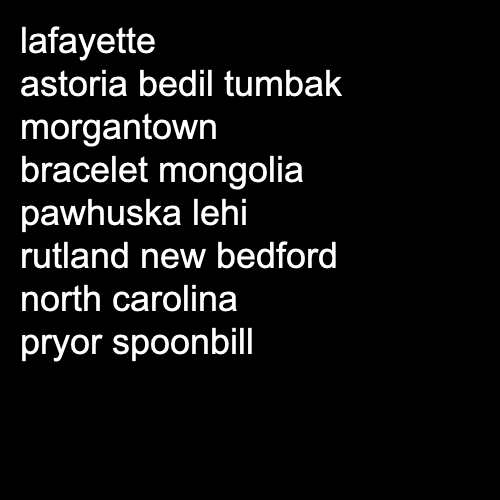 lafayette
astoria bedil tumbak
morgantown
bracelet mongolia
pawhuska lehi
rutland new bedford
north carolina
pryor spoonbill